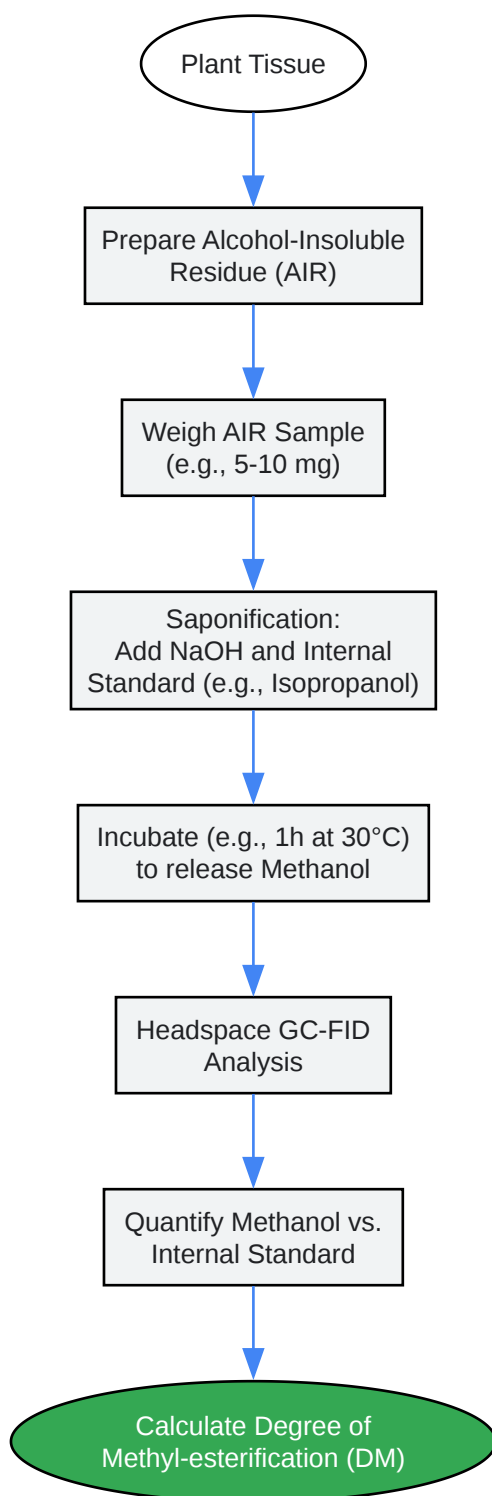 Plant Tissue
Prepare Alcohol-Insoluble
Residue (AIR)
Weigh AIR Sample
(e.g., 5-10 mg)
Saponification:
Add NaOH and Internal
Standard (e.g., Isopropanol)
Incubate (e.g., 1h at 30°C)
to release Methanol
Headspace GC-FID
Analysis
Quantify Methanol vs.
Internal Standard
Calculate Degree of
Methyl-esterification (DM)